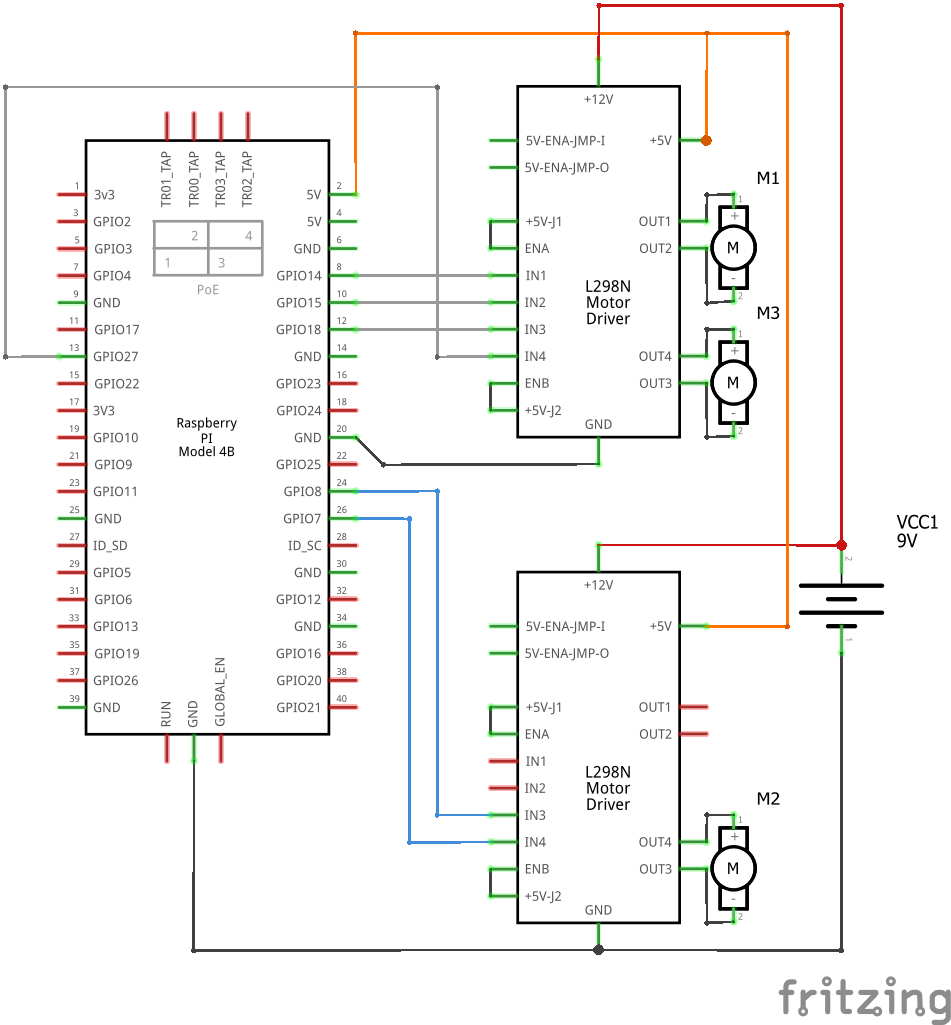 TR01_TAP
TR00_TAP
TR03_TAP
TR02_TAP
2 4
1 3
PoE
1 3v3
3 GPIO2
5 GPIO3
7 GPIO4
9 GND
11 GPIO17
13 GPIO27
15 GPIO22
17 3V3
19 GPIO10
21 GPIO9
23 GPIO11
25 GND
27 ID_SD
29 GPIO5
31 GPIO6
33 GPIO13
35 GPIO19
37 GPIO26
39 GND
Raspberry
PI
Model 4B
5V 2
5V 4
GND 6
GPIO14 8
GPIO15 10
GPIO18 12
GND 14
GPIO23 16
GPIO24 18
GND 20
GPIO25 22
GPIO8 24
GPIO7 26
ID_SC 28
GND 30
GPIO12 32
GND 34
GPIO16 36
GPIO20 38
GPIO21 40
RUN
GND
GLOBAL_EN
+12V
5V-ENA-JMP-I
5V-ENA-JMP-O
+5V-J1
ENA
IN1
IN2
IN3
IN4
ENB
+5V-J2
L298N
Motor
Driver
+5V
OUT1
OUT2
OUT4
OUT3
GND
M1
1
+
M
-
2
M3
1
+
M
-
2
VCC1
9V
2
1
+12V
5V-ENA-JMP-I
5V-ENA-JMP-O
+5V-J1
ENA
IN1
IN2
IN3
IN4
ENB
+5V-J2
L298N
Motor
Driver
+5V
OUT1
OUT2
OUT4
OUT3
GND
M2
1
+
M
-
2
fritzing